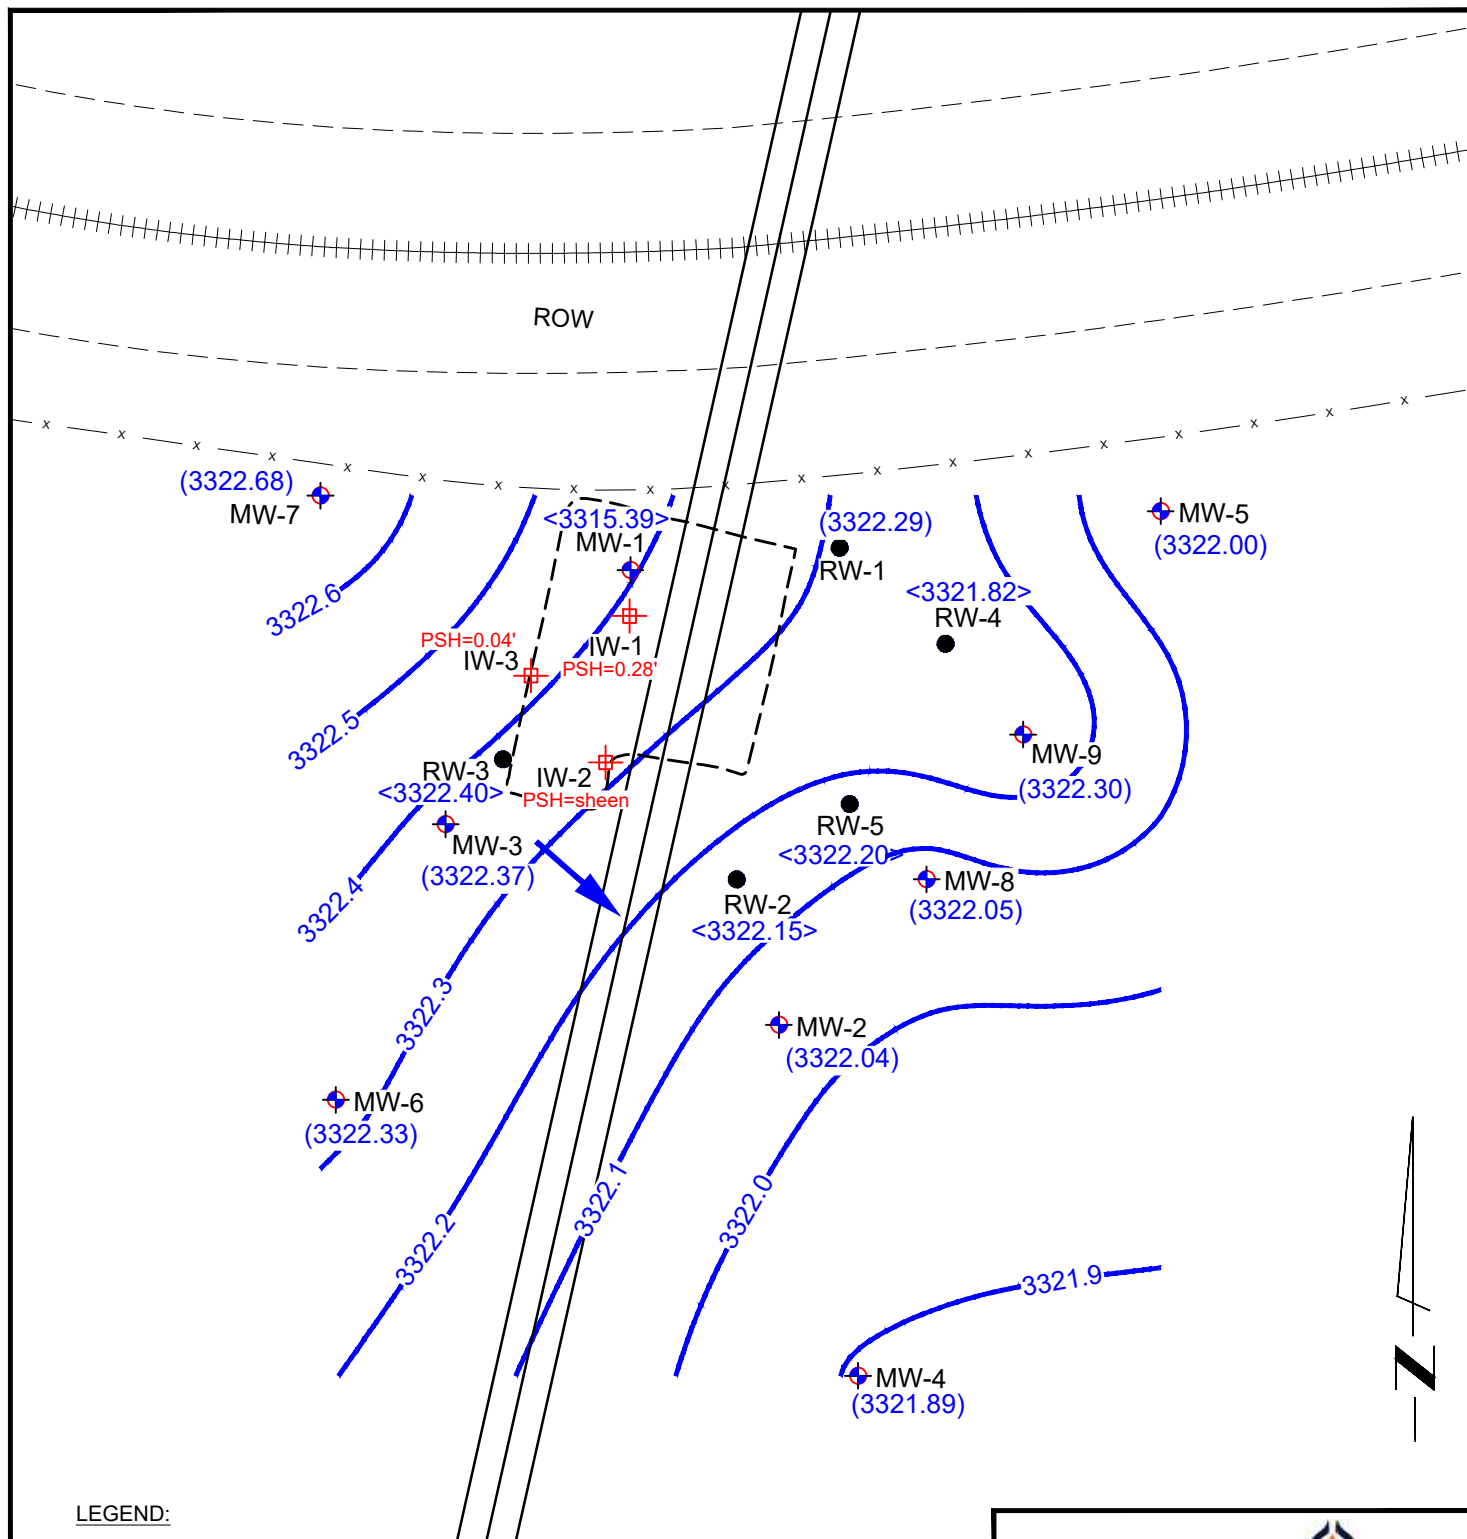 ROW
(3322.68)
MW-7
<3315.39>
MW-1
(3322.29)
RW-1
MW-5
(3322.00)
<3321.82>
RW-4
3322.6
PSH=0.04'
IW-3
IW-1
PSH=0.28'
3322.5
RW-3
<3322.40>
IW-2
PSH=sheen
MW-9
(3322.30)
MW-3
(3322.37)
RW-5
<3322.20>
MW-8
(3322.05)
RW-2
<3322.15>
3322.4
3322.3
MW-2
(3322.04)
MW-6
(3322.33)
3322.2
3322.1
3322.0
3321.9
MW-4
(3321.89)
N
LEGEND: